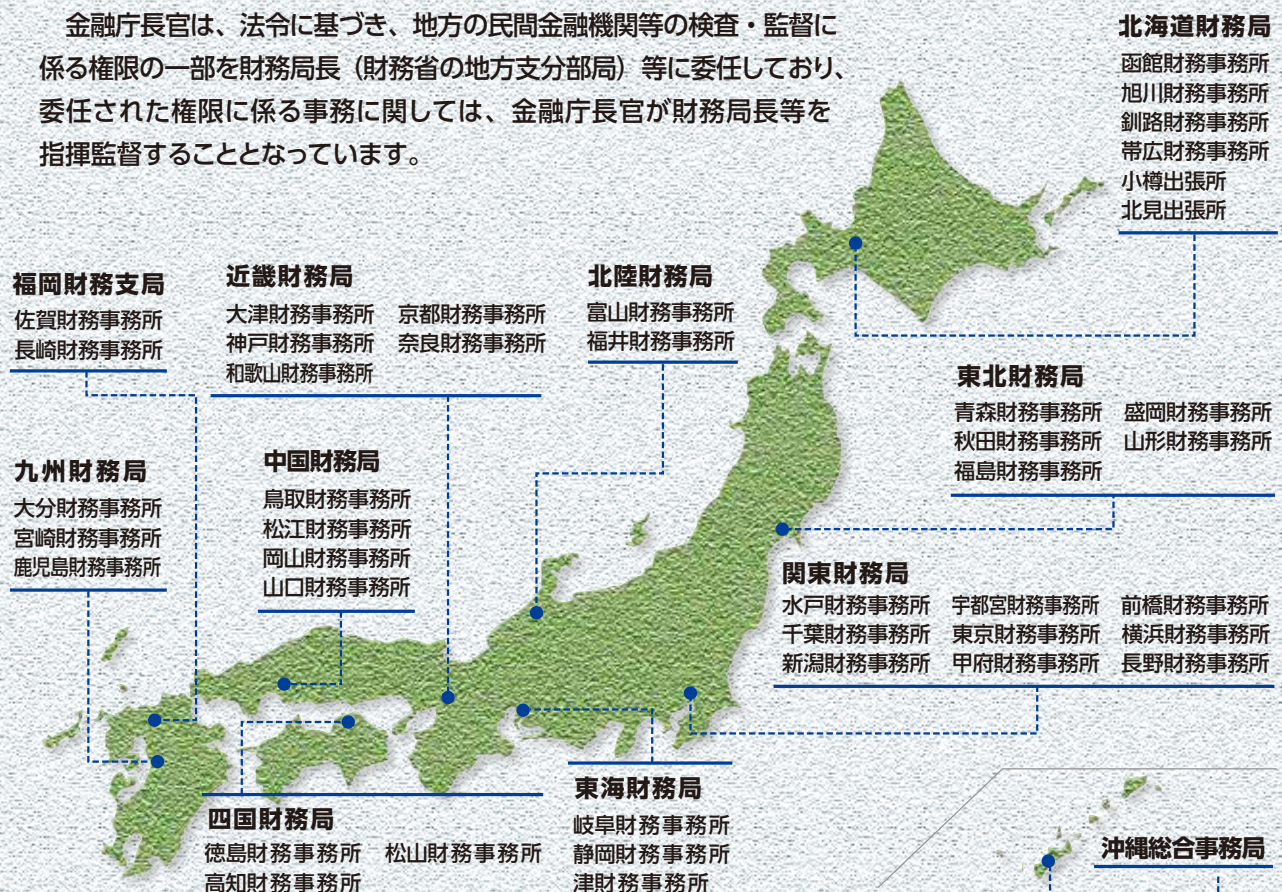 金融庁長官は、法令に基づき、地方の民間金融機関等の検査・監督に
係る権限の一部を財務局長（財務省の地方支分部局）等に委任しており、
委任された権限に係る事務に関しては、金融庁長官が財務局長等を
指揮監督することとなっています。
北海道財務局
函館財務事務所
旭川財務事務所
釧路財務事務所
帯広財務事務所
小樽出張所
北見出張所
福岡財務支局
佐賀財務事務所
長崎財務事務所
近畿財務局
大津財務事務所 京都財務事務所
神戸財務事務所 奈良財務事務所
和歌山財務事務所
北陸財務局
富山財務事務所
福井財務事務所
東北財務局
青森財務事務所 盛岡財務事務所
秋田財務事務所 山形財務事務所
福島財務事務所
九州財務局
大分財務事務所
宮崎財務事務所
鹿児島財務事務所
中国財務局
鳥取財務事務所
松江財務事務所
岡山財務事務所
山口財務事務所
関東財務局
水戸財務事務所 宇都宮財務事務所 前橋財務事務所
千葉財務事務所 東京財務事務所 横浜財務事務所
新潟財務事務所 甲府財務事務所 長野財務事務所
四国財務局
徳島財務事務所 松山財務事務所
高知財務事務所
東海財務局
岐阜財務事務所
静岡財務事務所
津財務事務所
沖縄総合事務局